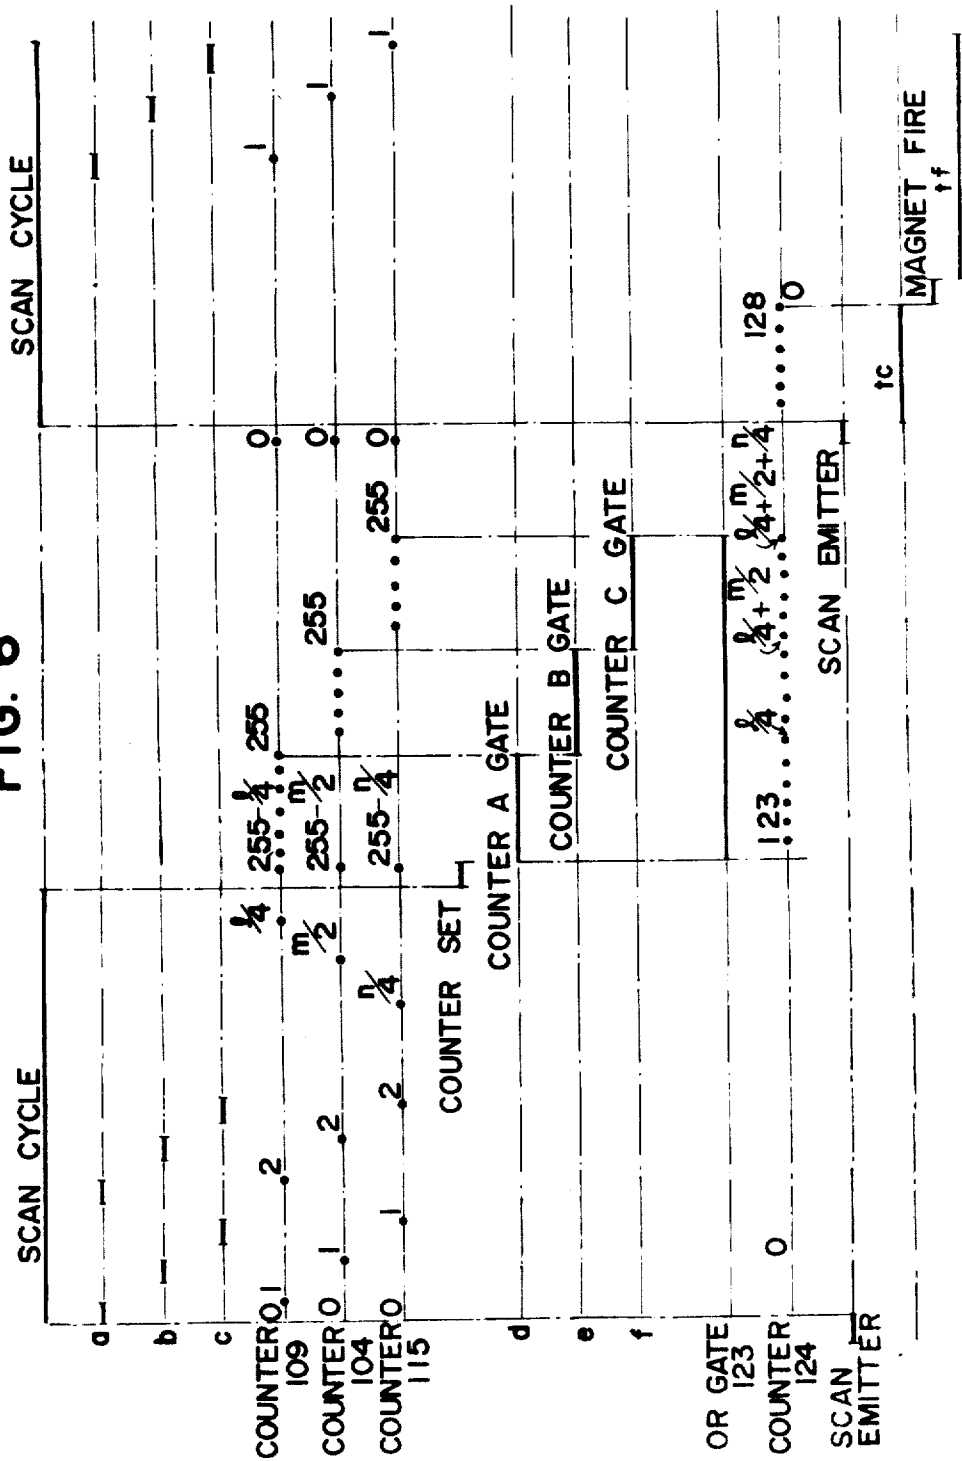 FIG. 6
SCAN CYCLE
SCAN CYCLE
a
b
c
COUNTER 109
0 1 2 ℓ/4 255-ℓ/4 255 0 1
COUNTER 104
0 1 2 m/2 255-m/2 255 0 1
COUNTER 115
0 1 2 n/4 255-n/4 255 0 1
COUNTER SET
d
COUNTER A GATE
e
COUNTER B GATE
f
COUNTER C GATE
OR GATE 123
COUNTER 124
0 123 ℓ/4 ℓ/4+m/2 ℓ/4+m/2+n/4 128 0
SCAN EMITTER
SCAN EMITTER
tc
MAGNET FIRE
tf